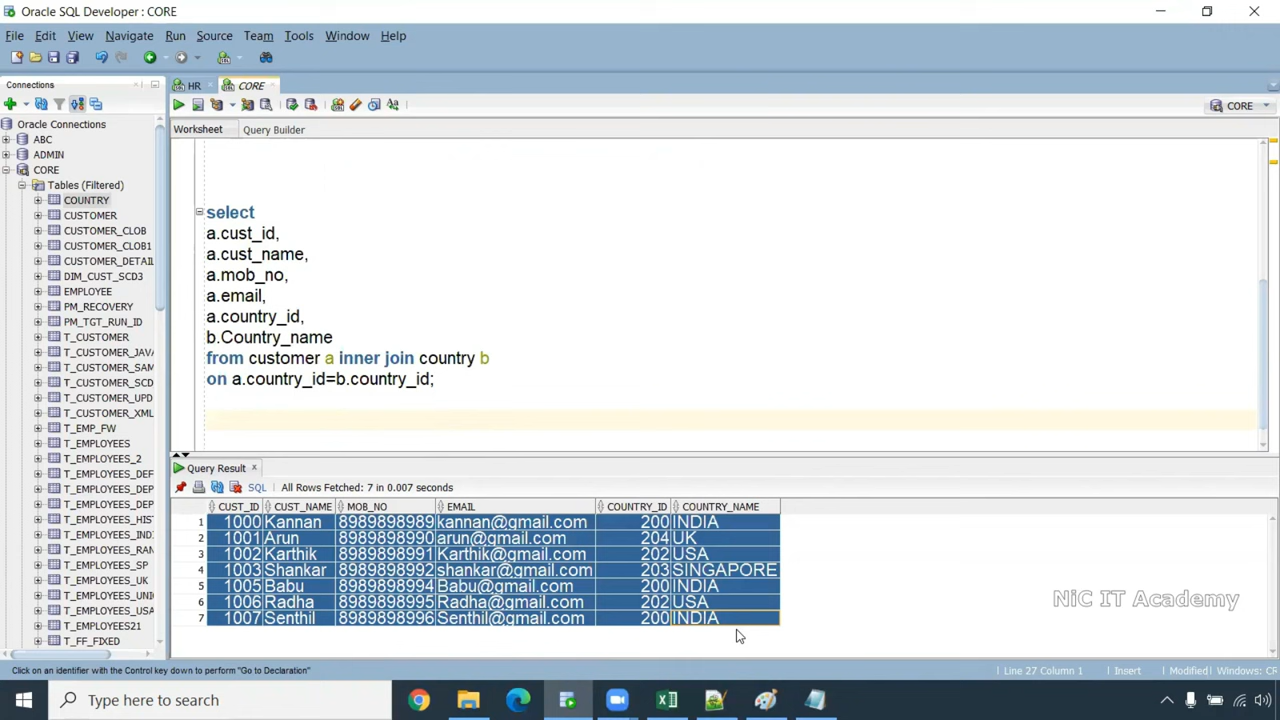 Oracle SQL Developer : CORE
File Edit View Navigate Run Source Team Tools Window Help
Connections
HR
CORE
CORE
Worksheet
Query Builder
Oracle Connections
ABC
ADMIN
CORE
Tables (Filtered)
COUNTRY
CUSTOMER
CUSTOMER_CLOB
CUSTOMER_CLOB1
CUSTOMER_DETAIL
DIM_CUST_SCD3
EMPLOYEE
PM_RECOVERY
PM_TGT_RUN_ID
T_CUSTOMER
T_CUSTOMER_JAVA
T_CUSTOMER_SAM
T_CUSTOMER_SCD
T_CUSTOMER_UPD
T_CUSTOMER_XML
T_EMP_FW
T_EMPLOYEES
T_EMPLOYEES_2
T_EMPLOYEES_DEF
T_EMPLOYEES_DEP
T_EMPLOYEES_DEP
T_EMPLOYEES_HIST
T_EMPLOYEES_INDI
T_EMPLOYEES_RAN
T_EMPLOYEES_SP
T_EMPLOYEES_UK
T_EMPLOYEES_UNI
T_EMPLOYEES_USA
T_EMPLOYEES21
T_FF_FIXED
select
a.cust_id,
a.cust_name,
a.mob_no,
a.email,
a.country_id,
b.Country_name
from customer a inner join country b
on a.country_id=b.country_id;
Query Result
SQL All Rows Fetched: 7 in 0.007 seconds
CUST_ID CUST_NAME MOB_NO EMAIL COUNTRY_ID COUNTRY_NAME
1 1000 Kannan 8989898989 kannan@gmail.com 200 INDIA
2 1001 Arun 8989898990 arun@gmail.com 204 UK
3 1002 Karthik 8989898991 Karthik@gmail.com 202 USA
4 1003 Shankar 8989898992 shankar@gmail.com 203 SINGAPORE
5 1005 Babu 8989898994 Babu@gmail.com 200 INDIA
6 1006 Radha 8989898995 Radha@gmail.com 202 USA
7 1007 Senthil 8989898996 Senthil@gmail.com 200 INDIA
NiC IT Academy
Click on an identifier with the Control key down to perform "Go to Declaration"
Line 27 Column 1 Insert Modified Windows: CR
Type here to search